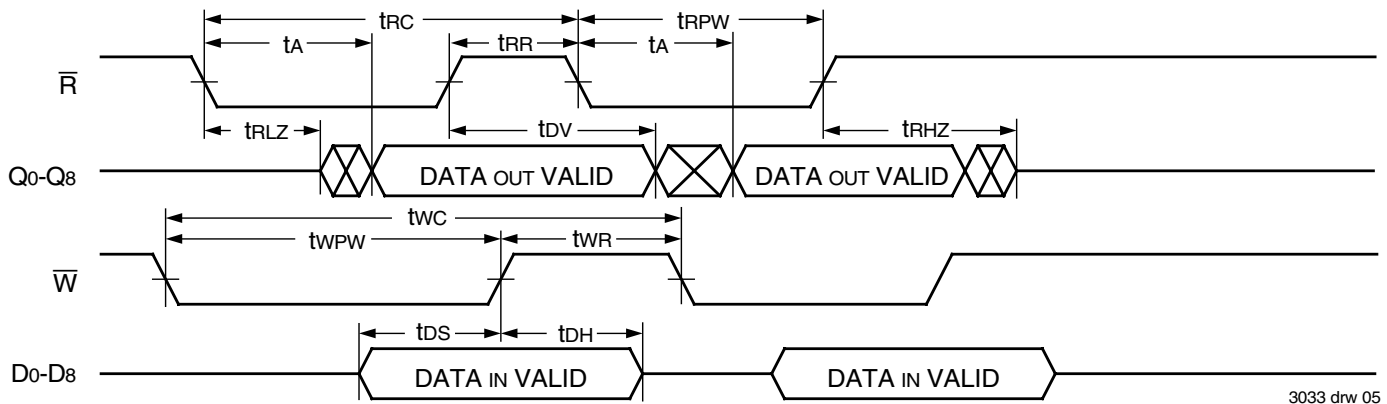 tRC tRPW
tA tRR tA
R
tRLZ tDV tRHZ
Q0-Q8 DATA OUT VALID DATA OUT VALID
tWC
tWPW tWR
W
tDS tDH
D0-D8 DATA IN VALID DATA IN VALID
3033 drw 05